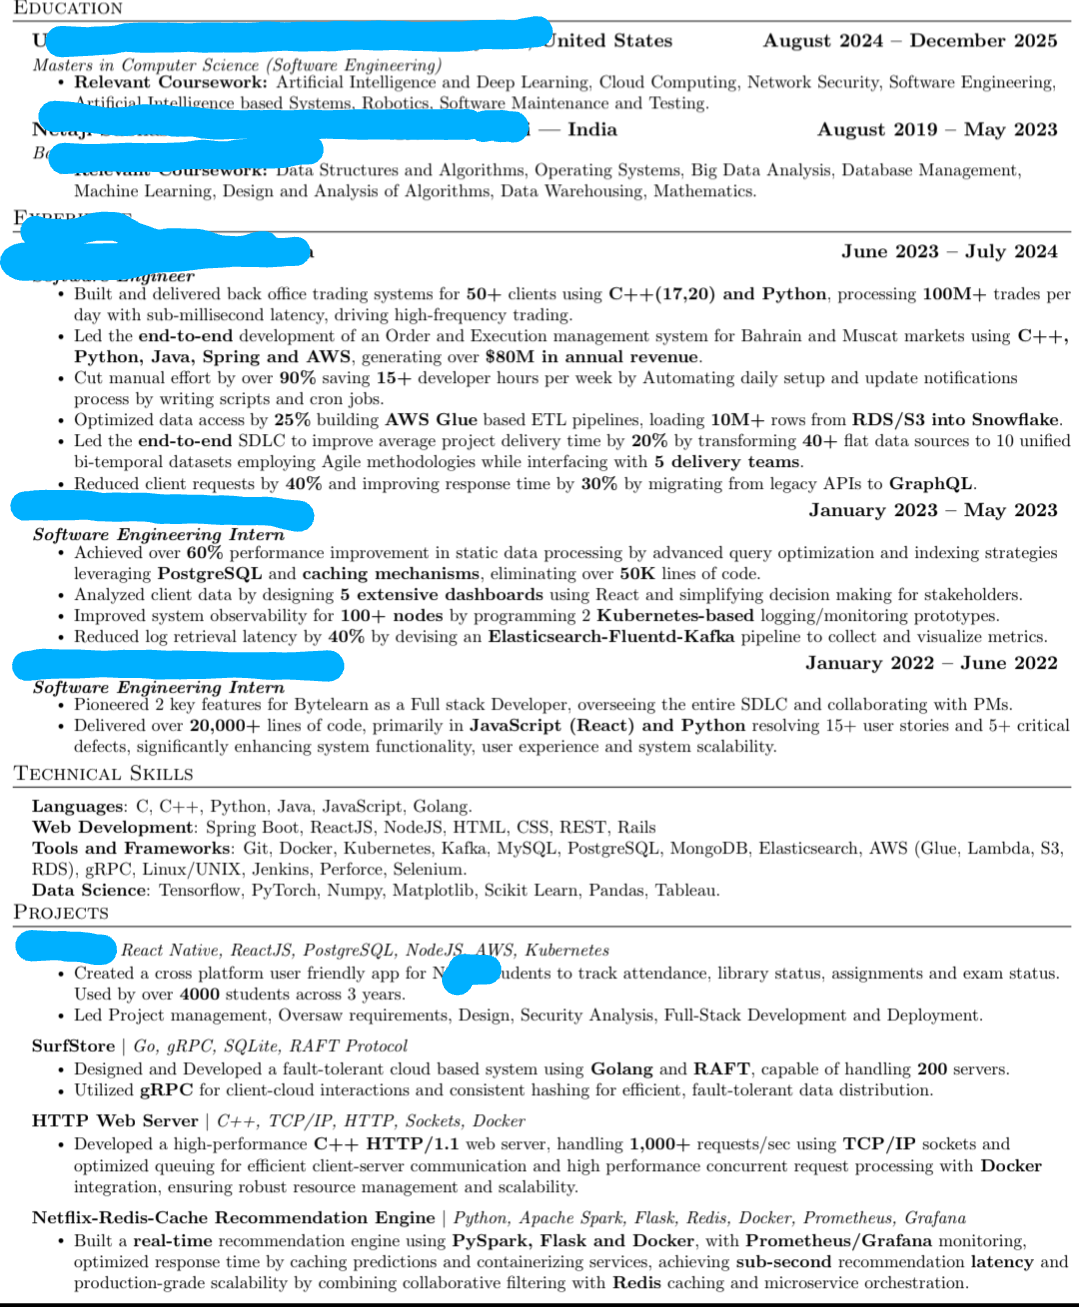 EDUCATION
United States August 2024 – December 2025
Masters in Computer Science (Software Engineering)
• Relevant Coursework: Artificial Intelligence and Deep Learning, Cloud Computing, Network Security, Software Engineering,
Artificial Intelligence based Systems, Robotics, Software Maintenance and Testing.
— India August 2019 – May 2023
Relevant Coursework: Data Structures and Algorithms, Operating Systems, Big Data Analysis, Database Management,
Machine Learning, Design and Analysis of Algorithms, Data Warehousing, Mathematics.
EXPERIENCE
June 2023 – July 2024
Software Engineer
• Built and delivered back office trading systems for 50+ clients using C++(17,20) and Python, processing 100M+ trades per
day with sub-millisecond latency, driving high-frequency trading.
• Led the end-to-end development of an Order and Execution management system for Bahrain and Muscat markets using C++,
Python, Java, Spring and AWS, generating over $80M in annual revenue.
• Cut manual effort by over 90% saving 15+ developer hours per week by Automating daily setup and update notifications
process by writing scripts and cron jobs.
• Optimized data access by 25% building AWS Glue based ETL pipelines, loading 10M+ rows from RDS/S3 into Snowflake.
• Led the end-to-end SDLC to improve average project delivery time by 20% by transforming 40+ flat data sources to 10 unified
bi-temporal datasets employing Agile methodologies while interfacing with 5 delivery teams.
• Reduced client requests by 40% and improving response time by 30% by migrating from legacy APIs to GraphQL.
January 2023 – May 2023
Software Engineering Intern
• Achieved over 60% performance improvement in static data processing by advanced query optimization and indexing strategies
leveraging PostgreSQL and caching mechanisms, eliminating over 50K lines of code.
• Analyzed client data by designing 5 extensive dashboards using React and simplifying decision making for stakeholders.
• Improved system observability for 100+ nodes by programming 2 Kubernetes-based logging/monitoring prototypes.
• Reduced log retrieval latency by 40% by devising an Elasticsearch-Fluentd-Kafka pipeline to collect and visualize metrics.
January 2022 – June 2022
Software Engineering Intern
• Pioneered 2 key features for Bytelearn as a Full stack Developer, overseeing the entire SDLC and collaborating with PMs.
• Delivered over 20,000+ lines of code, primarily in JavaScript (React) and Python resolving 15+ user stories and 5+ critical
defects, significantly enhancing system functionality, user experience and system scalability.
TECHNICAL SKILLS
Languages: C, C++, Python, Java, JavaScript, Golang.
Web Development: Spring Boot, ReactJS, NodeJS, HTML, CSS, REST, Rails
Tools and Frameworks: Git, Docker, Kubernetes, Kafka, MySQL, PostgreSQL, MongoDB, Elasticsearch, AWS (Glue, Lambda, S3,
RDS), gRPC, Linux/UNIX, Jenkins, Perforce, Selenium.
Data Science: Tensorflow, PyTorch, Numpy, Matplotlib, Scikit Learn, Pandas, Tableau.
PROJECTS
React Native, ReactJS, PostgreSQL, NodeJS, AWS, Kubernetes
• Created a cross platform user friendly app for to track attendance, library status, assignments and exam status.
Used by over 4000 students across 3 years.
• Led Project management, Oversaw requirements, Design, Security Analysis, Full-Stack Development and Deployment.
SurfStore | Go, gRPC, SQLite, RAFT Protocol
• Designed and Developed a fault-tolerant cloud based system using Golang and RAFT, capable of handling 200 servers.
• Utilized gRPC for client-cloud interactions and consistent hashing for efficient, fault-tolerant data distribution.
HTTP Web Server | C++, TCP/IP, HTTP, Sockets, Docker
• Developed a high-performance C++ HTTP/1.1 web server, handling 1,000+ requests/sec using TCP/IP sockets and
optimized queuing for efficient client-server communication and high performance concurrent request processing with Docker
integration, ensuring robust resource management and scalability.
Netflix-Redis-Cache Recommendation Engine | Python, Apache Spark, Flask, Redis, Docker, Prometheus, Grafana
• Built a real-time recommendation engine using PySpark, Flask and Docker, with Prometheus/Grafana monitoring,
optimized response time by caching predictions and containerizing services, achieving sub-second recommendation latency and
production-grade scalability by combining collaborative filtering with Redis caching and microservice orchestration.